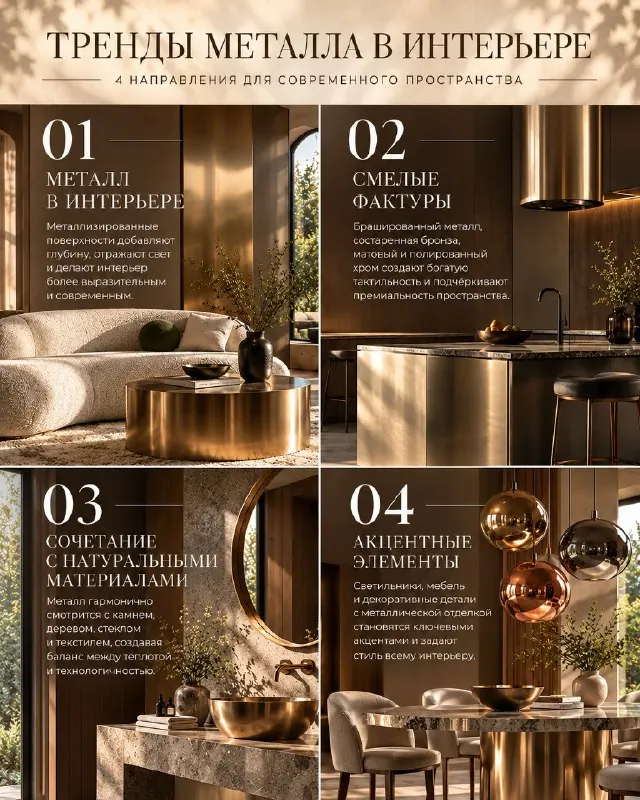 ТРЕНДЫ МЕТАЛЛА В ИНТЕРЬЕРЕ
4 НАПРАВЛЕНИЯ ДЛЯ СОВРЕМЕННОГО ПРОСТРАНСТВА
01
МЕТАЛЛ
В ИНТЕРЬЕРЕ
Металлизированные
поверхности добавляют
глубину, отражают свет
и делают интерьер
более выразительным
и современным.
02
СМЕЛЫЕ
ФАКТУРЫ
Брашированный металл,
состаренная бронза,
матовый и полированный
хром создают богатую
тактильность и подчёркивают
премиальность пространства.
03
СОЧЕТАНИЕ
С НАТУРАЛЬНЫМИ
МАТЕРИАЛАМИ
Металл гармонично
смотрится с камнем,
деревом, стеклом
и текстилем, создавая
баланс между теплотой
и технологичностью.
04
АКЦЕНТНЫЕ
ЭЛЕМЕНТЫ
Светильники, мебель
и декоративные детали
с металлической отделкой
становятся ключевыми
акцентами и задают
стиль всему интерьеру.